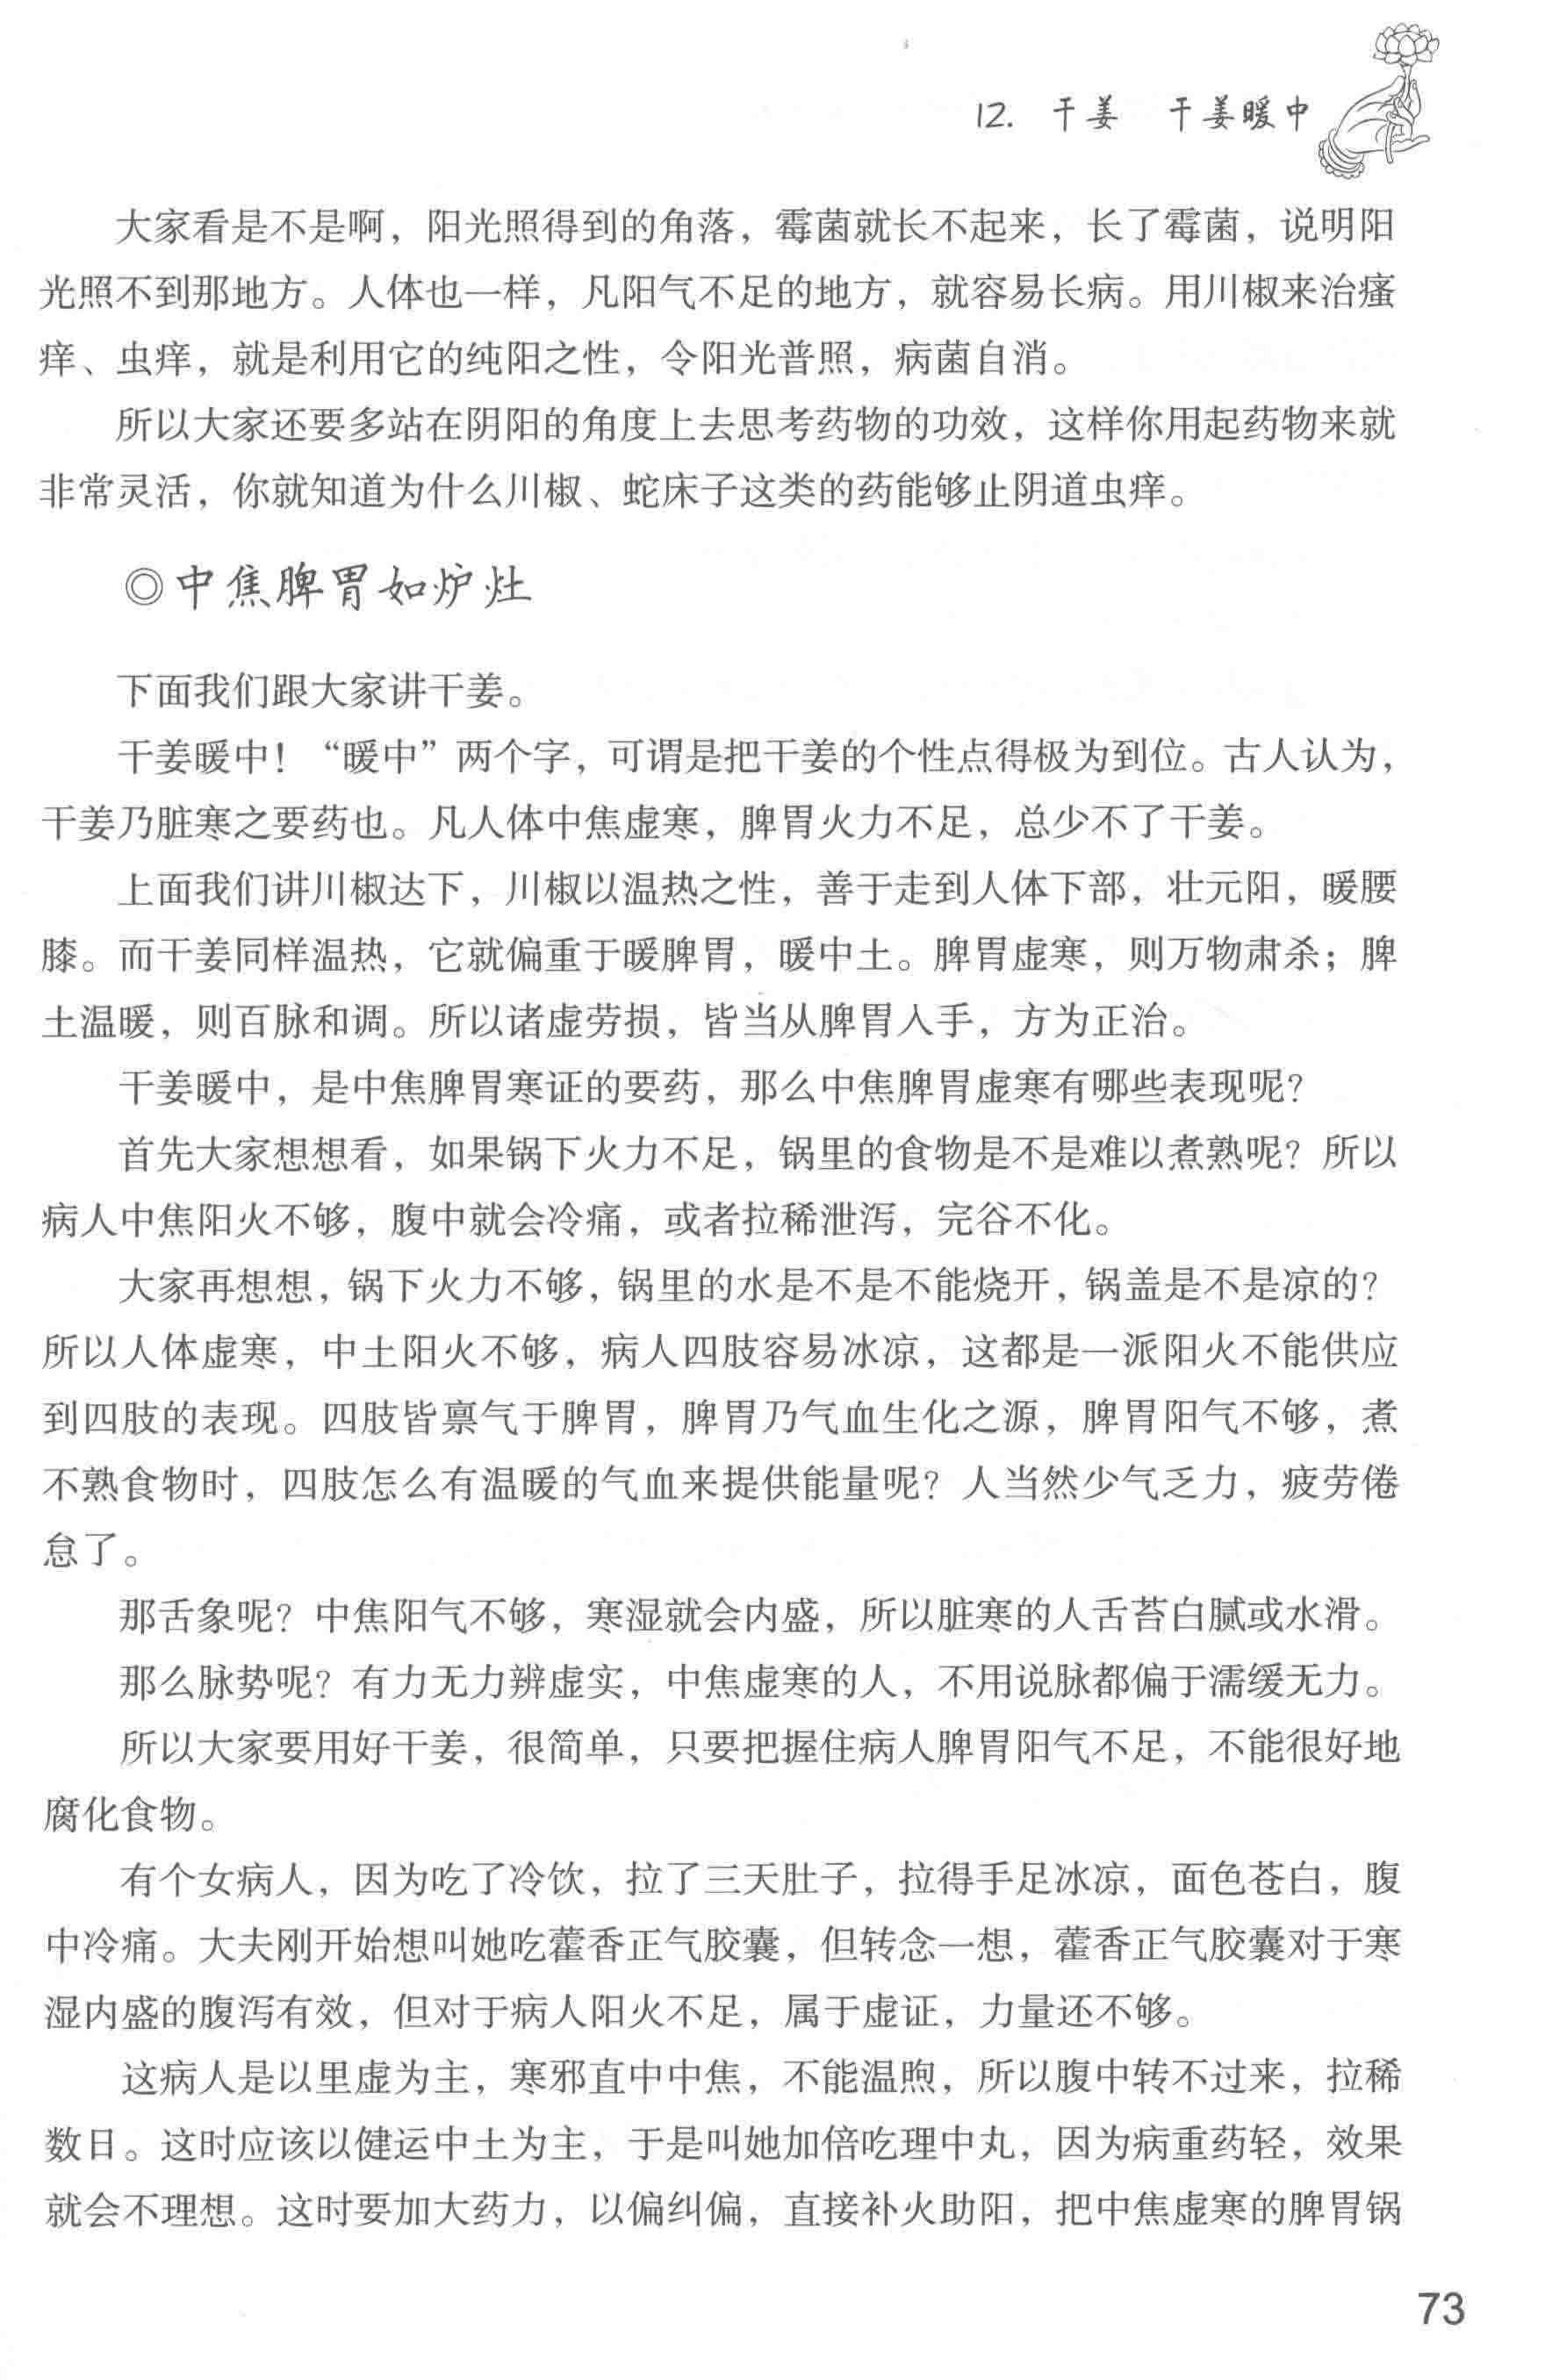 12. 干姜 干姜暖中
大家看是不是啊，阳光照得到的角落，霉菌就长不起来，长了霉菌，说明阳
光照不到那地方。人体也一样，凡阳气不足的地方，就容易长病。用川椒来治瘙
痒、虫痒，就是利用它的纯阳之性，令阳光普照，病菌自消。
所以大家还要多站在阴阳的角度上去思考药物的功效，这样你用起药物来就
非常灵活，你就知道为什么川椒、蛇床子这类的药能够止阴道虫痒。
◎中焦脾胃如炉灶
下面我们跟大家讲干姜。
干姜暖中！“暖中”两个字，可谓是把干姜的个性点得极为到位。古人认为，
干姜乃脏寒之要药也。凡人体中焦虚寒，脾胃火力不足，总少不了干姜。
上面我们讲川椒达下，川椒以温热之性，善于走到人体下部，壮元阳，暖腰
膝。而干姜同样温热，它就偏重于暖脾胃，暖中土。脾胃虚寒，则万物肃杀；脾
土温暖，则百脉和调。所以诸虚劳损，皆当从脾胃入手，方为正治。
干姜暖中，是中焦脾胃寒证的要药，那么中焦脾胃虚寒有哪些表现呢？
首先大家想想看，如果锅下火力不足，锅里的食物是不是难以煮熟呢？所以
病人中焦阳火不够，腹中就会冷痛，或者拉稀泄泻，完谷不化。
大家再想想，锅下火力不够，锅里的水是不是不能烧开，锅盖是不是凉的？
所以人体虚寒，中土阳火不够，病人四肢容易冰凉，这都是一派阳火不能供应
到四肢的表现。四肢皆禀气于脾胃，脾胃乃气血生化之源，脾胃阳气不够，煮
不熟食物时，四肢怎么有温暖的气血来提供能量呢？人当然少气乏力，疲劳倦
怠了。
那舌象呢？中焦阳气不够，寒湿就会内盛，所以脏寒的人舌苔白腻或水滑。
那么脉势呢？有力无力辨虚实，中焦虚寒的人，不用说脉都偏于濡缓无力。
所以大家要用好干姜，很简单，只要把握住病人脾胃阳气不足，不能很好地
腐化食物。
有个女病人，因为吃了冷饮，拉了三天肚子，拉得手足冰凉，面色苍白，腹
中冷痛。大夫刚开始想叫她吃藿香正气胶囊，但转念一想，藿香正气胶囊对于寒
湿内盛的腹泻有效，但对于病人阳火不足，属于虚证，力量还不够。
这病人是以里虚为主，寒邪直中中焦，不能温煦，所以腹中转不过来，拉稀
数日。这时应该以健运中土为主，于是叫她加倍吃理中丸，因为病重药轻，效果
就会不理想。这时要加大药力，以偏纠偏，直接补火助阳，把中焦虚寒的脾胃锅
73